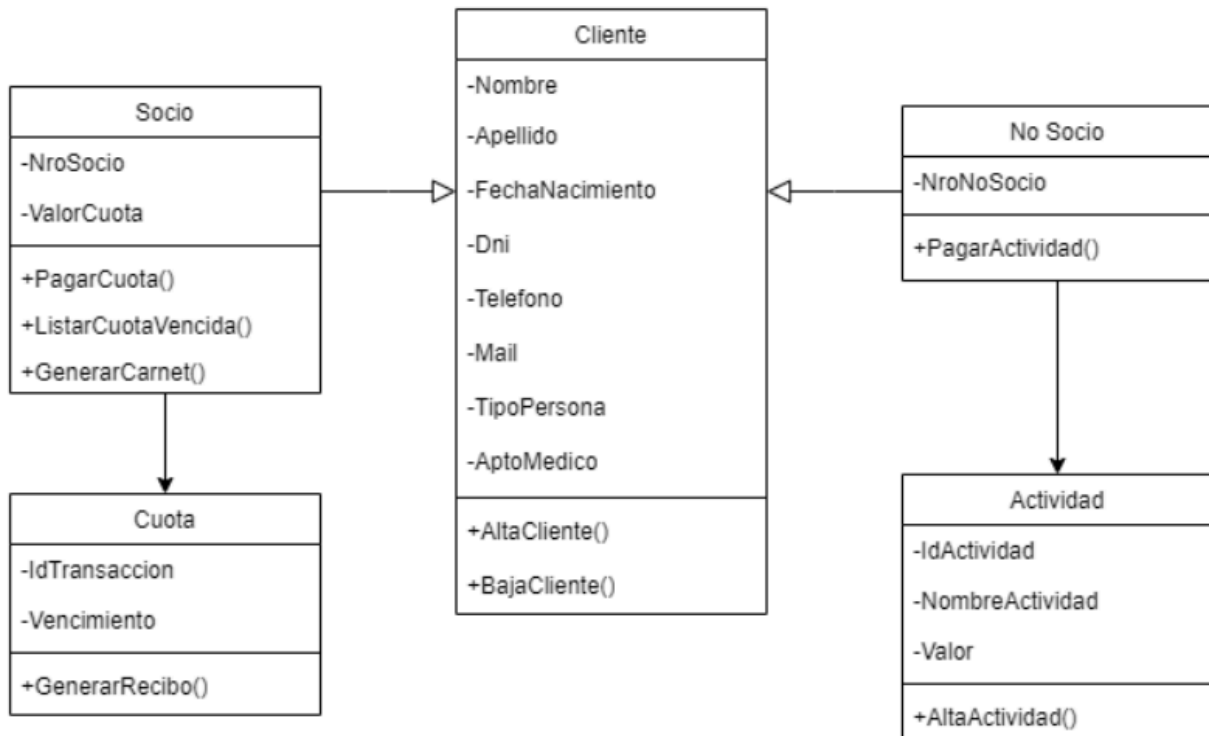 Cliente
-Nombre
-Apellido
-FechaNacimiento
-Dni
-Telefono
-Mail
-TipoPersona
-AptoMedico
+AltaCliente()
+BajaCliente()
Socio
-NroSocio
-ValorCuota
+PagarCuota()
+ListarCuotaVencida()
+GenerarCarnet()
No Socio
-NroNoSocio
+PagarActividad()
Cuota
-IdTransaccion
-Vencimiento
+GenerarRecibo()
Actividad
-IdActividad
-NombreActividad
-Valor
+AltaActividad()